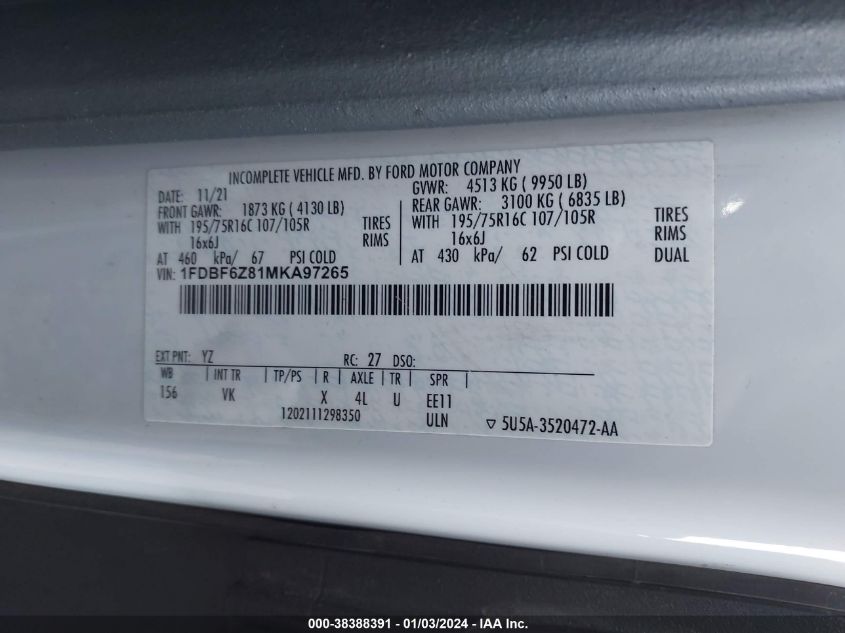 INCOMPLETE VEHICLE MFD. BY FORD MOTOR COMPANY
DATE: 11/21 GVWR: 4513 KG ( 9950 LB)
FRONT GAWR: 1873 KG ( 4130 LB) REAR GAWR: 3100 KG ( 6835 LB)
WITH 195/75R16C 107/105R TIRES WITH 195/75R16C 107/105R TIRES
16x6J RIMS 16x6J RIMS
AT 460 kPa/ 67 PSI COLD AT 430 kPa/ 62 PSI COLD DUAL
VIN: 1FDBF6Z81MKA97265
EXT PNT: YZ RC: 27 DSO:
WB | INT TR | TP/PS | R | AXLE | TR | SPR |
156 VK X 4L U EE11
1202111298350 ULN ▽ 5U5A-3520472-AA
000-38388391 - 01/03/2024 - IAA Inc.